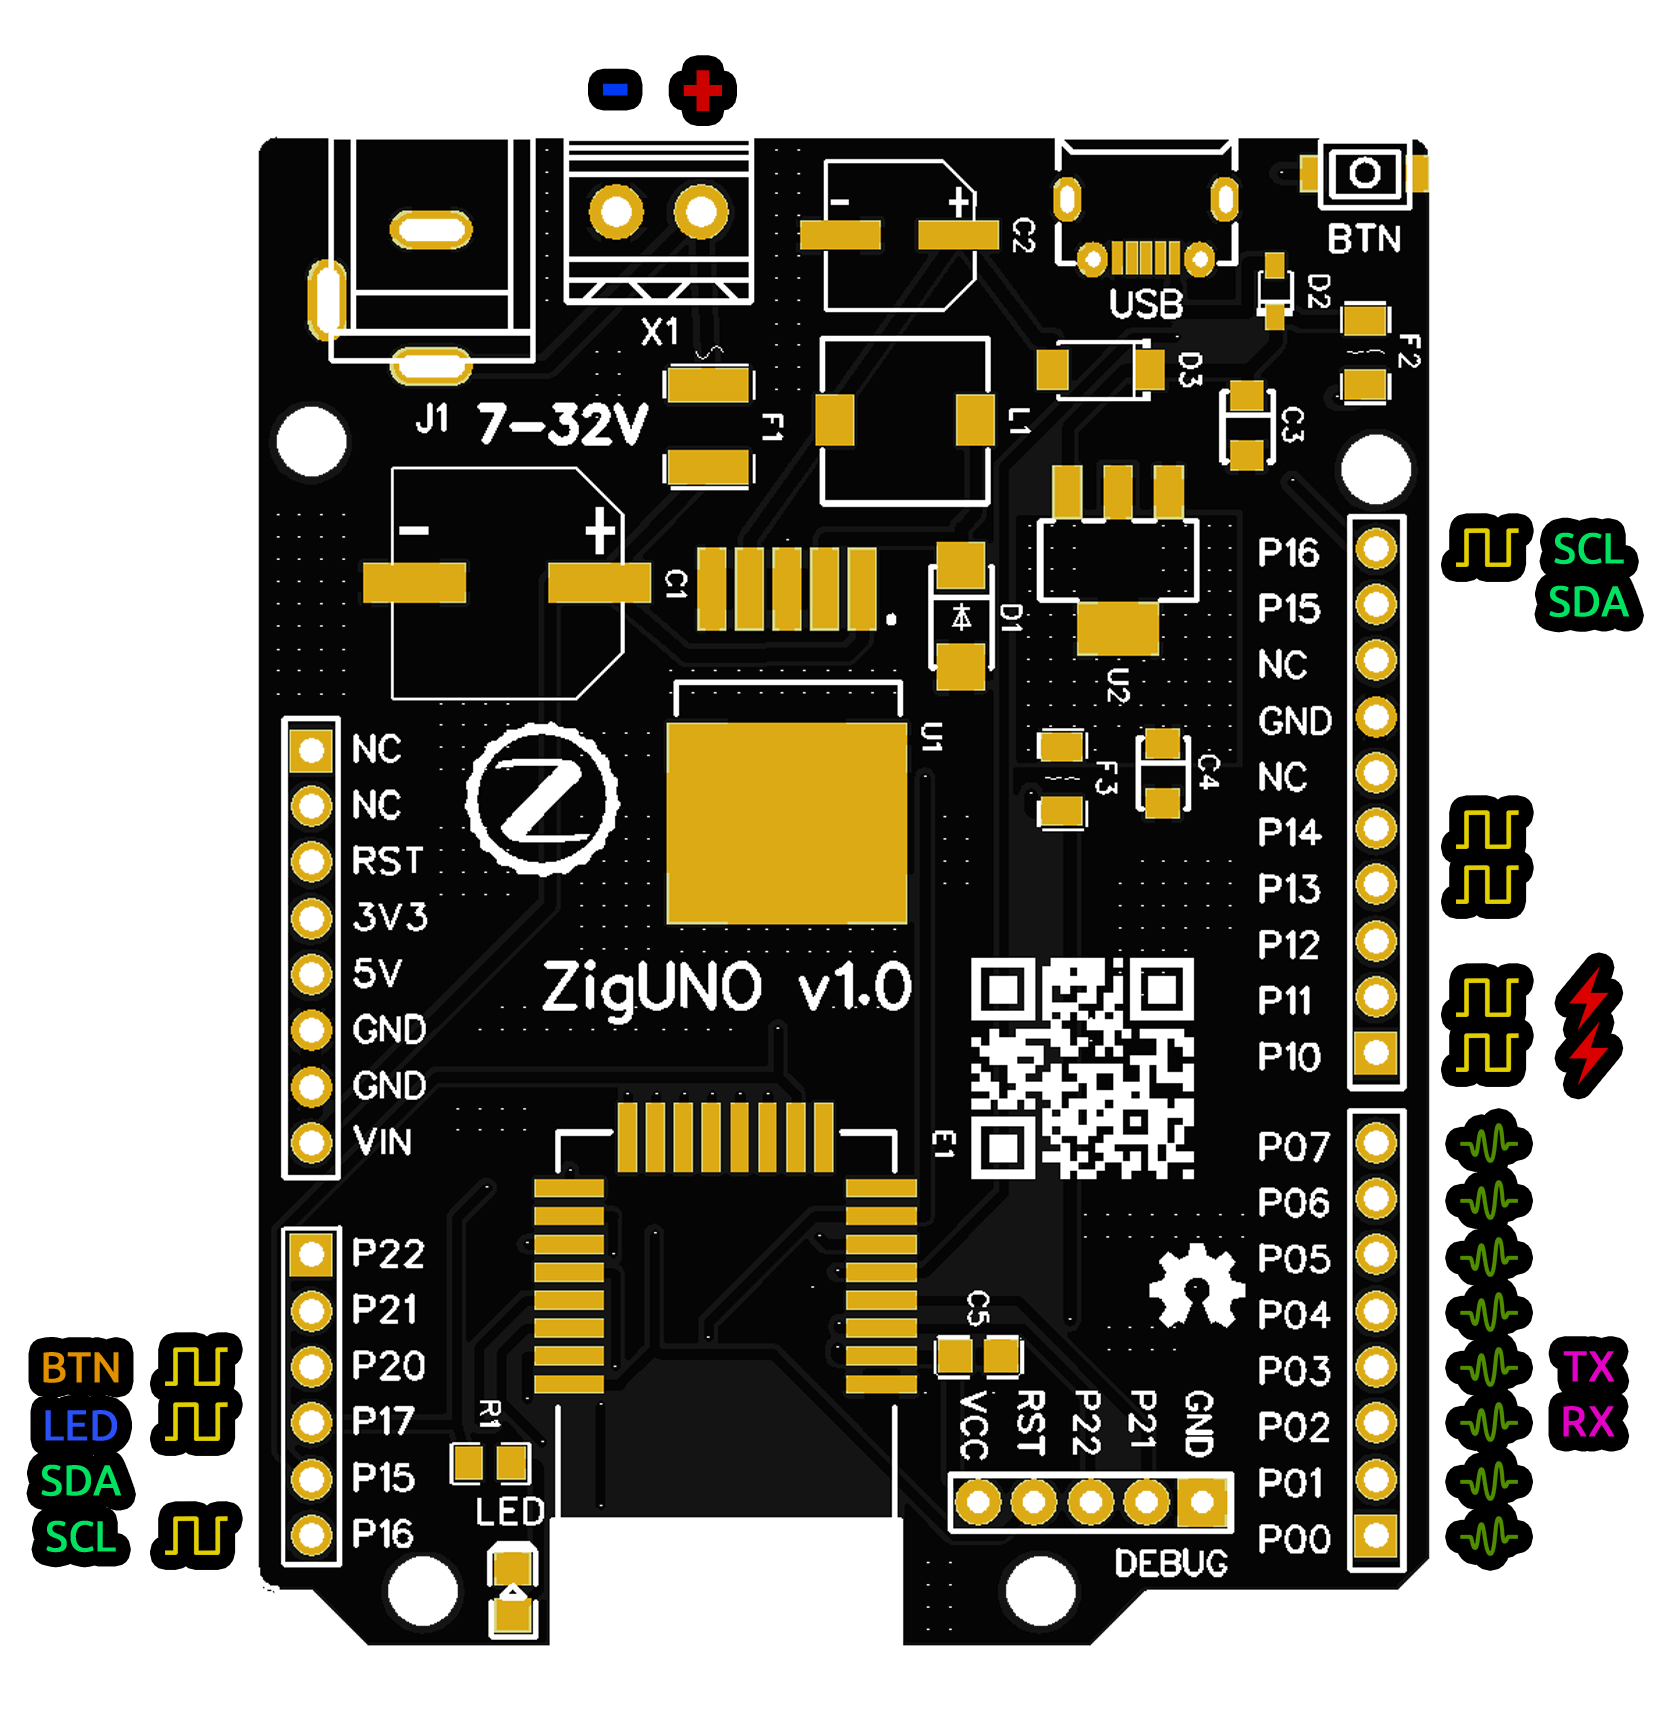 - +
BTN
C2
USB
D2
X1
F2
D3
J1 7-32V
F1
L1
C3
- +
C1
D1
P16 SCL
P15 SDA
NC
GND
NC
P14
P13
P12
P11
P10
U2
U1
F3
C4
NC
NC
RST
3V3
5V
GND
GND
VIN
Z
ZigUNO v1.0
E1
P07
P06
P05
P04
P03 TX
P02 RX
P01
P00
P22
P21
BTN P20
LED P17
SDA P15
SCL P16
R1
LED
C5
VCC
RST
P22
P21
GND
DEBUG